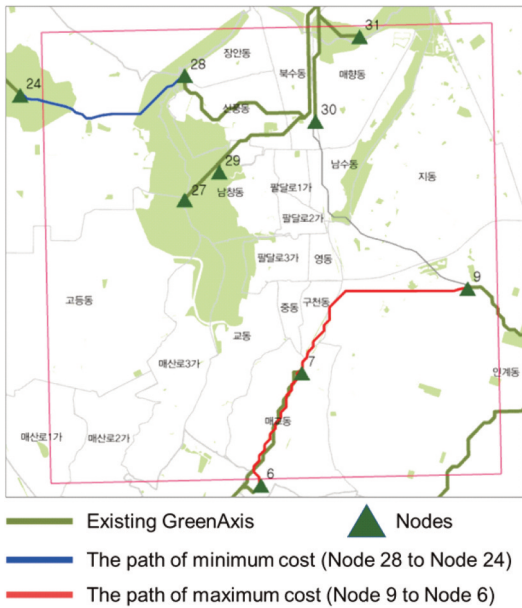 31
장안동
28
북수동
매향동
24
신풍동
30
29
남수동
지동
남창동
27
팔달로1가
팔달로2가
팔달로3가
영동
9
고등동
중동
구천동
교동
매산로3가
7
인계동
매교동
매산로1가
매산로2가
6
Existing GreenAxis
Nodes
The path of minimum cost (Node 28 to Node 24)
The path of maximum cost (Node 9 to Node 6)